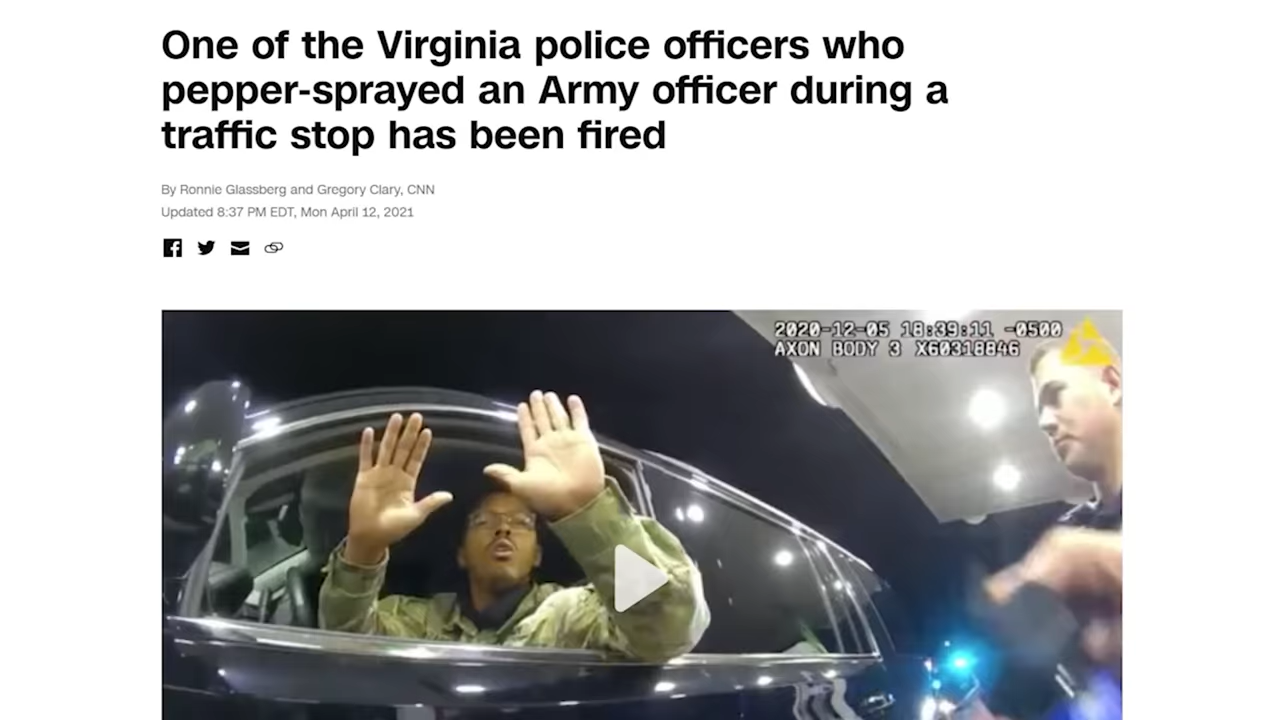 One of the Virginia police officers who
pepper-sprayed an Army officer during a
traffic stop has been fired
By Ronnie Glassberg and Gregory Clary, CNN
Updated 8:37 PM EDT, Mon April 12, 2021
2020-12-05 18:39:11 -0500
AXON BODY 3 X60318846